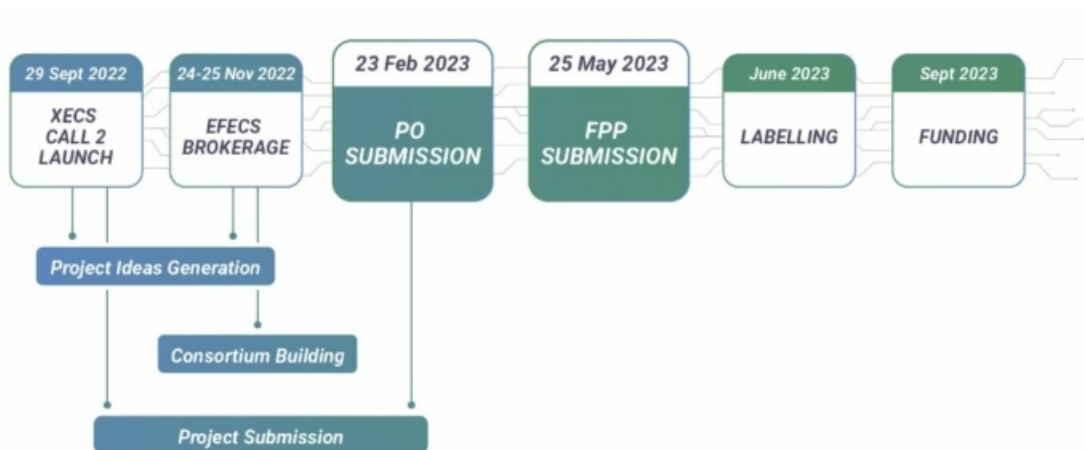 29 Sept 2022
XECS
CALL 2
LAUNCH
24-25 Nov 2022
EFECS
BROKERAGE
23 Feb 2023
PO
SUBMISSION
25 May 2023
FPP
SUBMISSION
June 2023
LABELLING
Sept 2023
FUNDING
Project Ideas Generation
Consortium Building
Project Submission